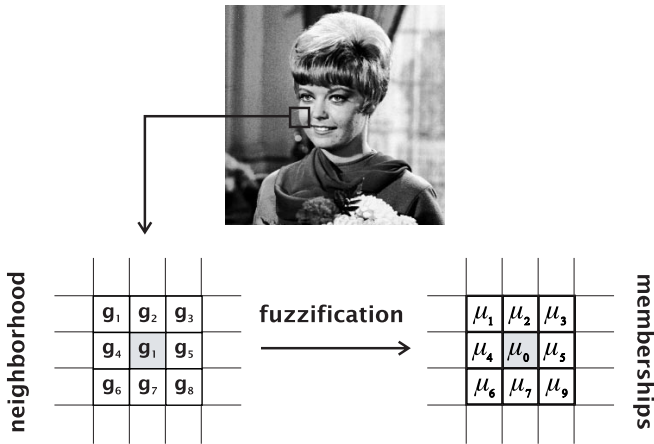 neighborhood
g₁ g₂ g₃
g₄ g₁ g₅
g₆ g₇ g₈
fuzzification
μ₁ μ₂ μ₃
μ₄ μ₀ μ₅
μ₆ μ₇ μ₉
memberships